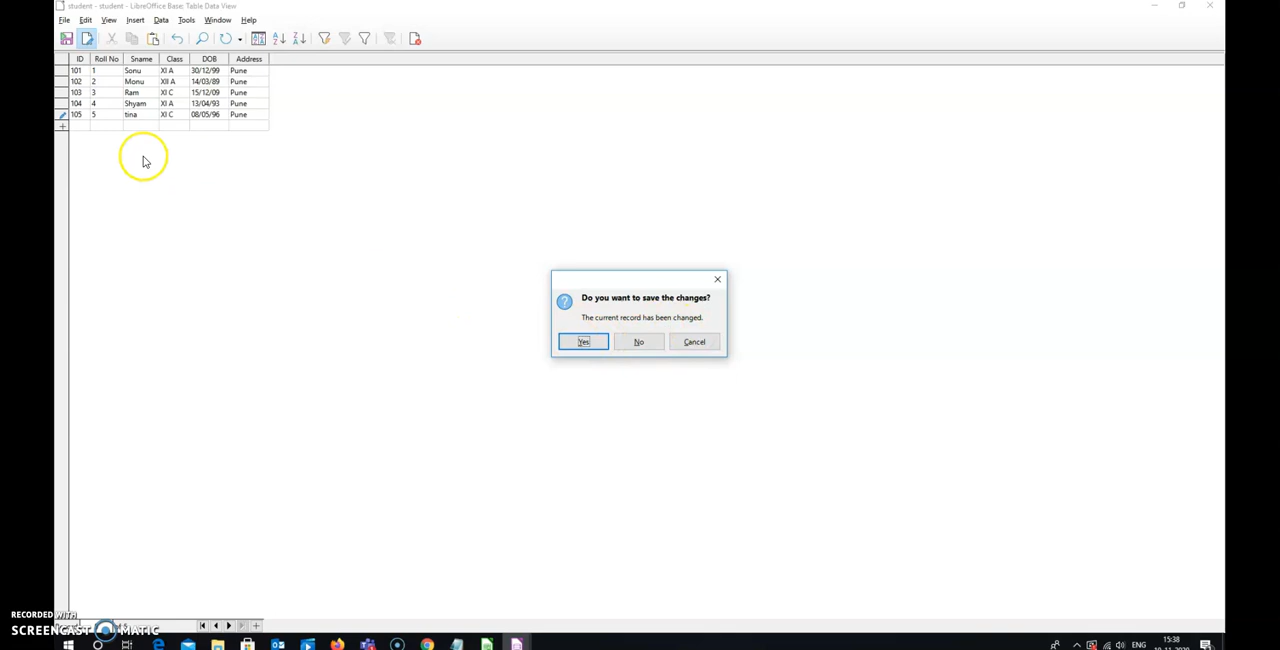 student - student - LibreOffice Base: Table Data View
File Edit View Insert Data Tools Window Help
ID Roll No Sname Class DOB Address
101 1 Sonu XI A 30/12/99 Pune
102 2 Monu XII A 14/03/89 Pune
103 3 Ram XI C 15/12/09 Pune
104 4 Shyam XI A 13/04/93 Pune
105 5 tina XI C 08/05/96 Pune
Do you want to save the changes?
The current record has been changed.
Yes No Cancel
RECORDED WITH
SCREENCAST MATIC
ENG
15:38